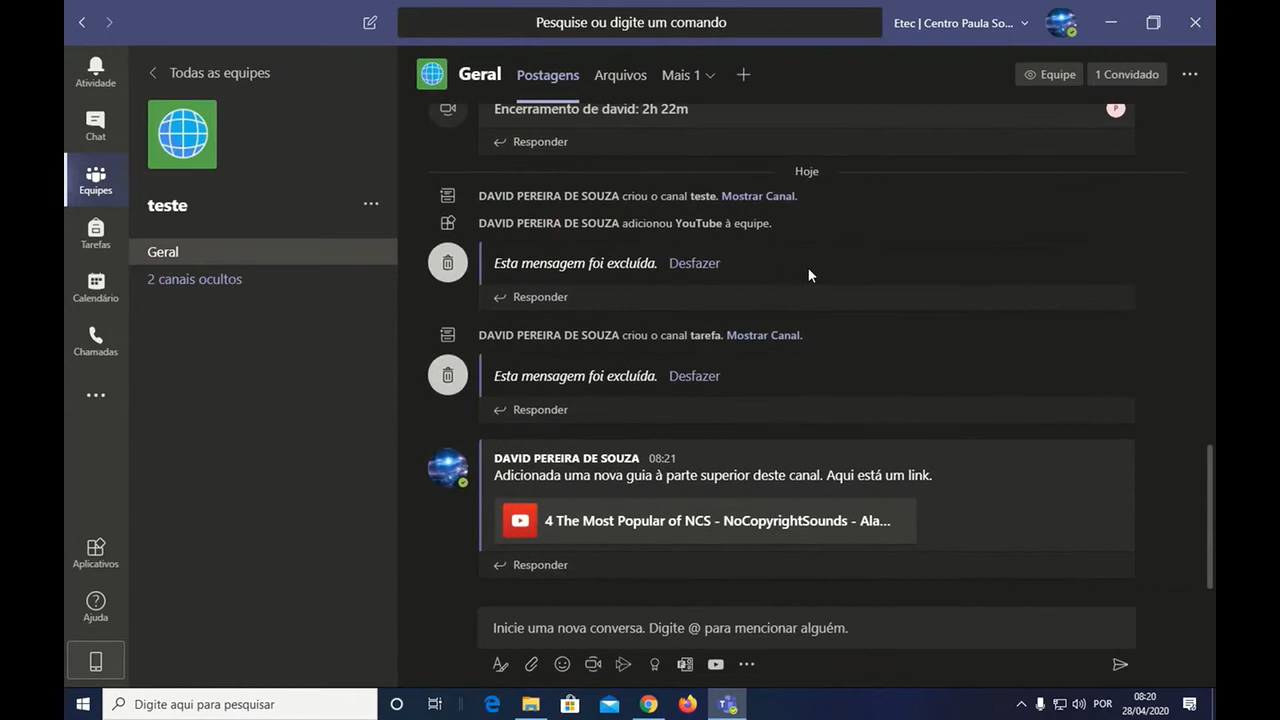 Pesquise ou digite um comando
Etec | Centro Paula So...
Atividade
Chat
Equipes
Tarefas
Calendário
Chamadas
Aplicativos
Ajuda
Todas as equipes
teste
Geral
2 canais ocultos
Geral Postagens Arquivos Mais 1
Equipe 1 Convidado
Encerramento de david: 2h 22m
P
Responder
Hoje
DAVID PEREIRA DE SOUZA criou o canal teste. Mostrar Canal.
DAVID PEREIRA DE SOUZA adicionou YouTube à equipe.
Esta mensagem foi excluída. Desfazer
Responder
DAVID PEREIRA DE SOUZA criou o canal tarefa. Mostrar Canal.
Esta mensagem foi excluída. Desfazer
Responder
DAVID PEREIRA DE SOUZA 08:21
Adicionada uma nova guia à parte superior deste canal. Aqui está um link.
4 The Most Popular of NCS - NoCopyrightSounds - Ala...
Responder
Inicie uma nova conversa. Digite @ para mencionar alguém.
Digite aqui para pesquisar
POR
08:20
28/04/2020